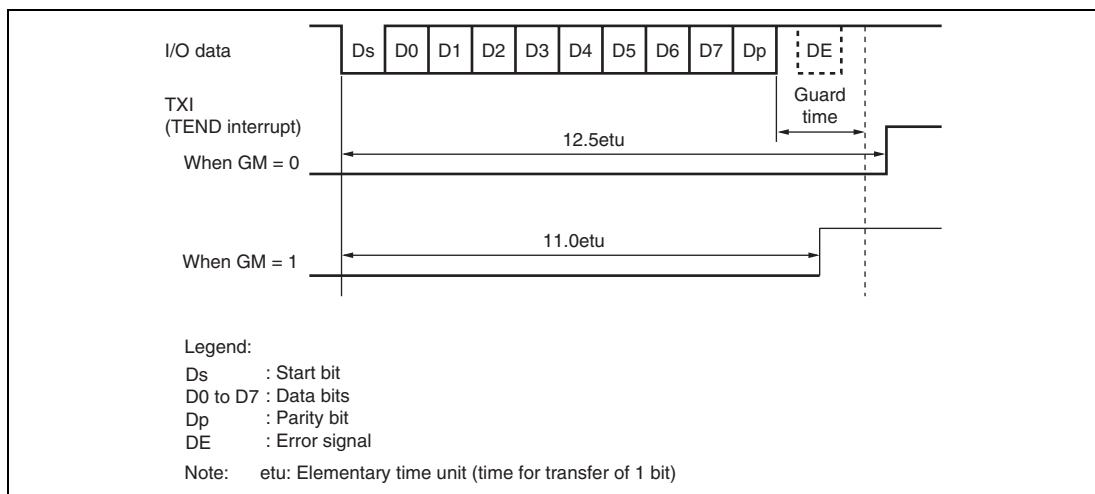 I/O data
Ds D0 D1 D2 D3 D4 D5 D6 D7 Dp DE
Guard
time
TXI
(TEND interrupt)
12.5etu
When GM = 0
11.0etu
When GM = 1
Legend:
Ds : Start bit
D0 to D7 : Data bits
Dp : Parity bit
DE : Error signal
Note: etu: Elementary time unit (time for transfer of 1 bit)